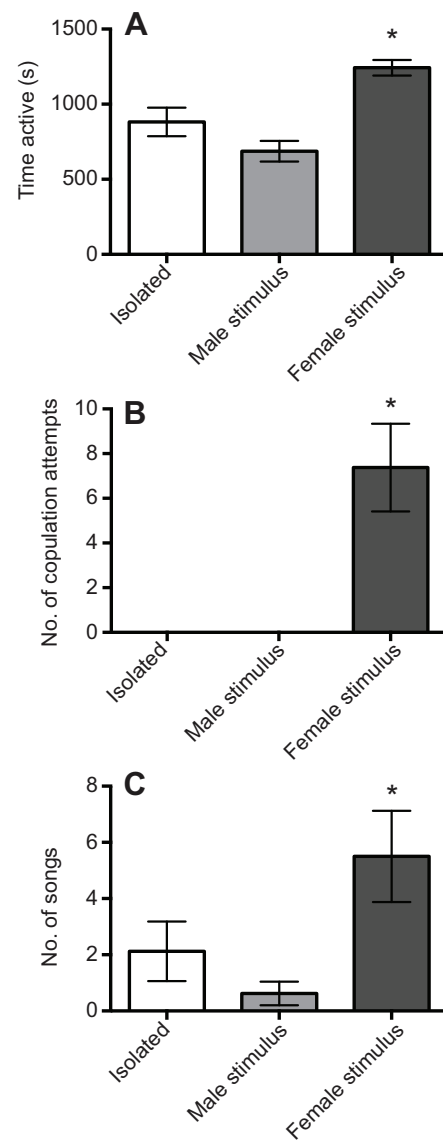 A
Time active (s)
1500
1000
500
0
*
Isolated
Male stimulus
Female stimulus
B
No. of copulation attempts
10
8
6
4
2
0
*
Isolated
Male stimulus
Female stimulus
C
No. of songs
8
6
4
2
0
*
Isolated
Male stimulus
Female stimulus